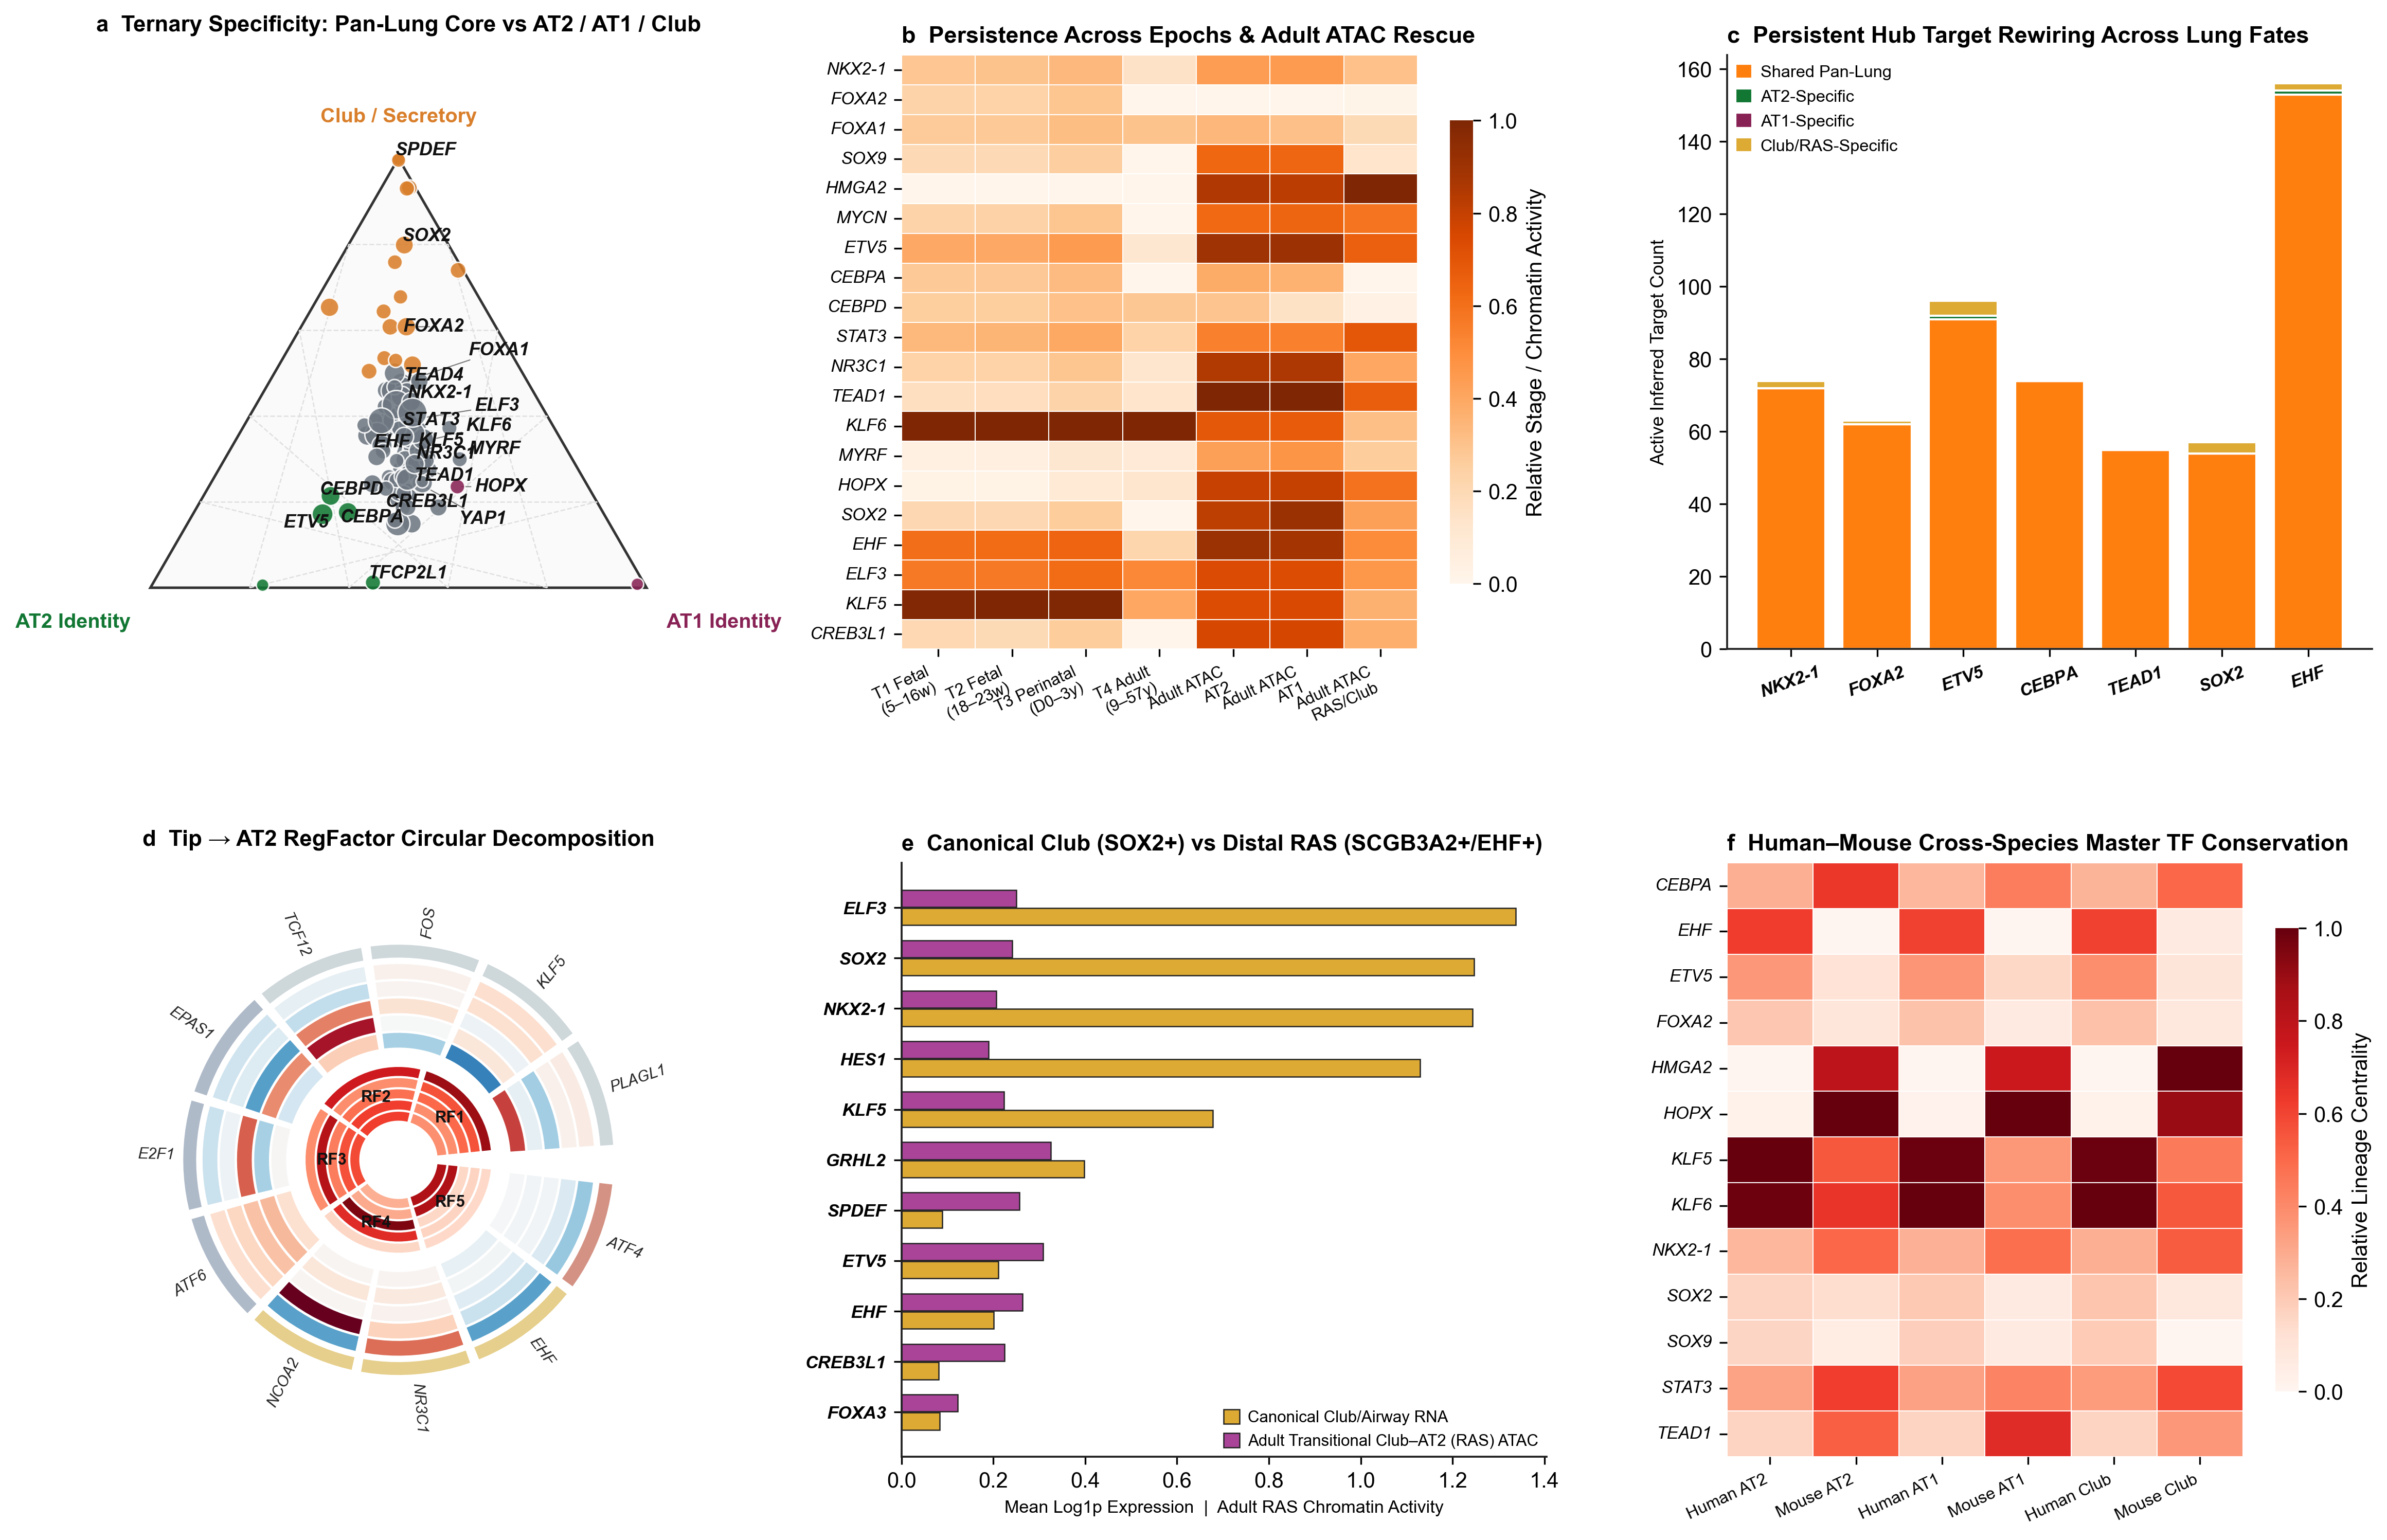 a Ternary Specificity: Pan-Lung Core vs AT2 / AT1 / Club
Club / Secretory
SPDEF
SOX2
FOXA2
FOXA1
TEAD4
NKX2-1
ELF3
STAT3
KLF6
EHF
KLF5
MYRF
NR3C1
TEAD1
HOPX
CEBPD
CREB3L1
ETV5
CEBPA
YAP1
TFCP2L1
AT2 Identity
AT1 Identity
b Persistence Across Epochs & Adult ATAC Rescue
NKX2-1
FOXA2
FOXA1
SOX9
HMGA2
MYCN
ETV5
CEBPA
CEBPD
STAT3
NR3C1
TEAD1
KLF6
MYRF
HOPX
SOX2
EHF
ELF3
KLF5
CREB3L1
T1 Fetal
(5–16w)
T2 Fetal
(18–23w)
T3 Perinatal
(D0–3y)
T4 Adult
(9–57y)
Adult ATAC
AT2
Adult ATAC
AT1
Adult ATAC
RAS/Club
1.0
0.8
0.6
0.4
0.2
0.0
Relative Stage / Chromatin Activity
c Persistent Hub Target Rewiring Across Lung Fates
Shared Pan-Lung
AT2-Specific
AT1-Specific
Club/RAS-Specific
160
140
120
100
80
60
40
20
0
Active Inferred Target Count
NKX2-1
FOXA2
ETV5
CEBPA
TEAD1
SOX2
EHF
d Tip → AT2 RegFactor Circular Decomposition
FOS
TCF12
KLF5
EPAS1
PLAGL1
E2F1
ATF6
ATF4
NCOA2
NR3C1
EHF
RF2
RF1
RF3
RF5
RF4
e Canonical Club (SOX2+) vs Distal RAS (SCGB3A2+/EHF+)
ELF3
SOX2
NKX2-1
HES1
KLF5
GRHL2
SPDEF
ETV5
EHF
CREB3L1
FOXA3
Canonical Club/Airway RNA
Adult Transitional Club–AT2 (RAS) ATAC
0.0
0.2
0.4
0.6
0.8
1.0
1.2
1.4
Mean Log1p Expression | Adult RAS Chromatin Activity
f Human–Mouse Cross-Species Master TF Conservation
CEBPA
EHF
ETV5
FOXA2
HMGA2
HOPX
KLF5
KLF6
NKX2-1
SOX2
SOX9
STAT3
TEAD1
Human AT2
Mouse AT2
Human AT1
Mouse AT1
Human Club
Mouse Club
1.0
0.8
0.6
0.4
0.2
0.0
Relative Lineage Centrality